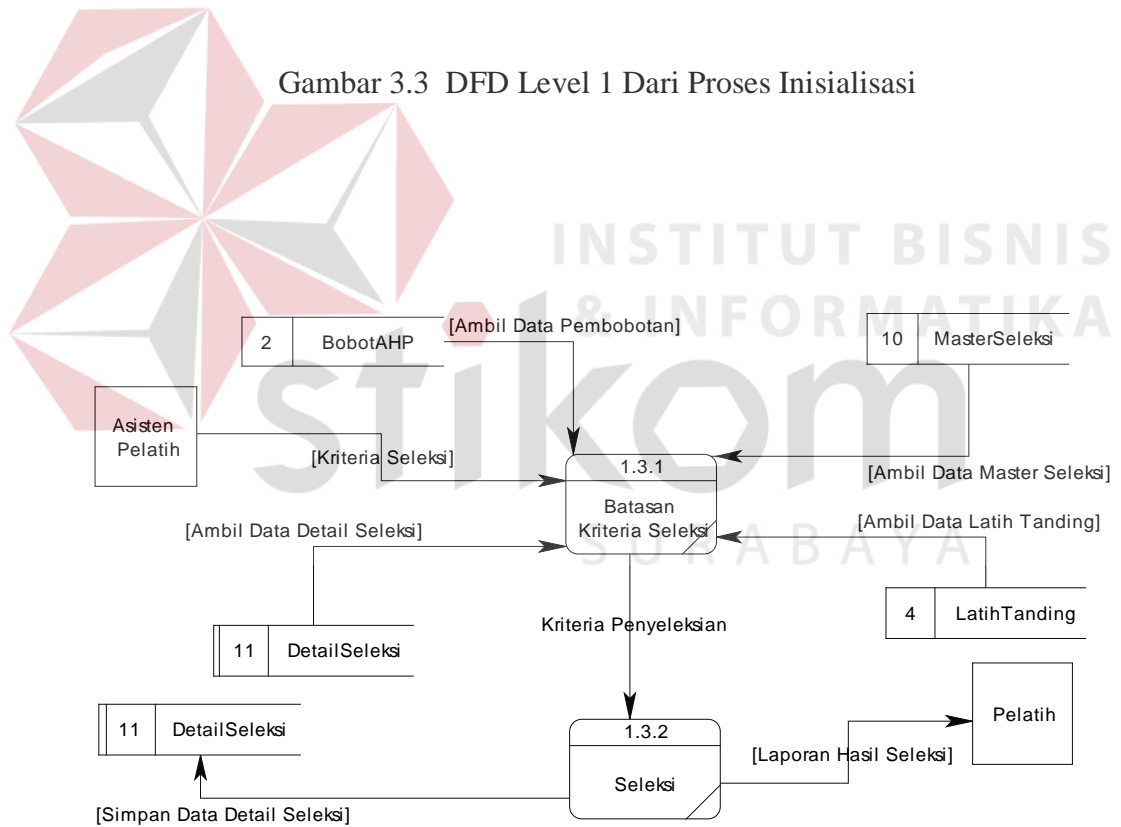 Gambar 3.3 DFD Level 1 Dari Proses Inisialisasi
INSTITUT BISNIS
& INFORMATIKA
stikom
SURABAYA
2
BobotAHP
[Ambil Data Pembobotan]
10
MasterSeleksi
Asisten
Pelatih
[Kriteria Seleksi]
1.3.1
Batasan
Kriteria Seleksi
[Ambil Data Master Seleksi]
[Ambil Data Detail Seleksi]
[Ambil Data Latih Tanding]
4
LatihTanding
Kriteria Penyeleksian
11
DetailSeleksi
11
DetailSeleksi
1.3.2
Seleksi
Pelatih
[Laporan Hasil Seleksi]
[Simpan Data Detail Seleksi]